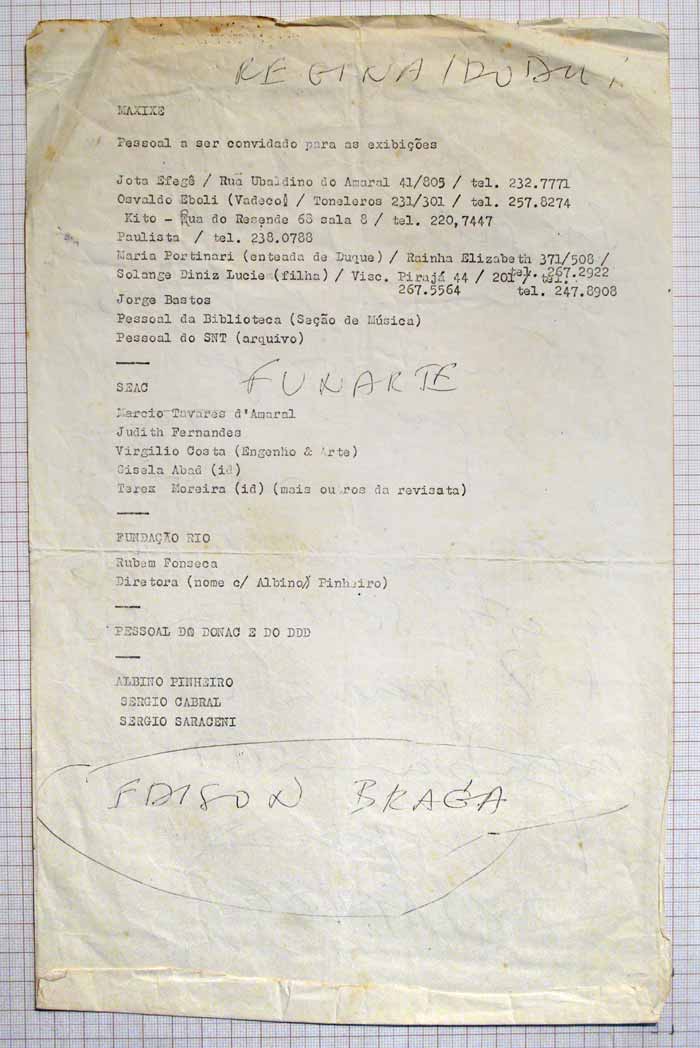 MAXIXE
Pessoal a ser convidado para as exibições
Jota Efegê / Rua Ubaldino do Amaral 41/805 / tel. 232.7771
Osvaldo Eboli (Vadeco) / Toneleros 231/301 / tel. 257.8274
Kito - Rua do Resende 68 sala 8 / tel. 220,7447
Paulista / tel. 238.0788
Maria Portinari (enteada de Duque) / Rainha Elizabeth 371/508 /
tel. 267.2922
Solange Diniz Lucie (filha) / Visc. Pirajá 44 / 201 / tel.
267.5564 tel. 247.8908
Jorge Bastos
Pessoal da Biblioteca (Seção de Música)
Pessoal do SNT (arquivo)
SEAC FUNARTE
Marcio Tavares d'Amaral
Judith Fernandes
Virgilio Costa (Engenho & Arte)
Gisela Abad (id)
Terex Moreira (id) (mais outros da revisata)
FUNDAÇÃO RIO
Rubem Fonseca
Diretora (nome c/ Albino Pinheiro)
PESSOAL DO DONAC E DO DDD
ALBINO PINHEIRO
SERGIO CABRAL
SERGIO SARACENI
EDISON BRAGA